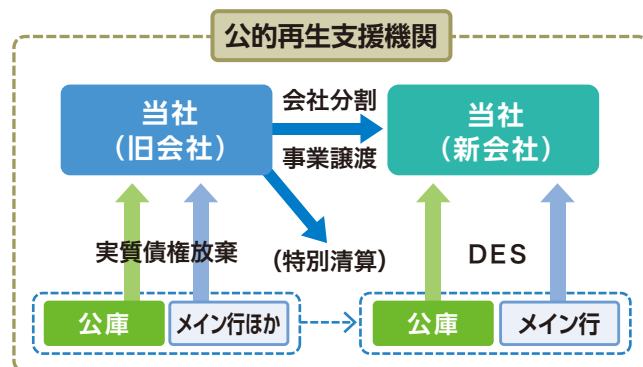 公的再生支援機関
当社
（旧会社）
会社分割
事業譲渡
当社
（新会社）
実質債権放棄
（特別清算）
DES
公庫
メイン行ほか
公庫
メイン行